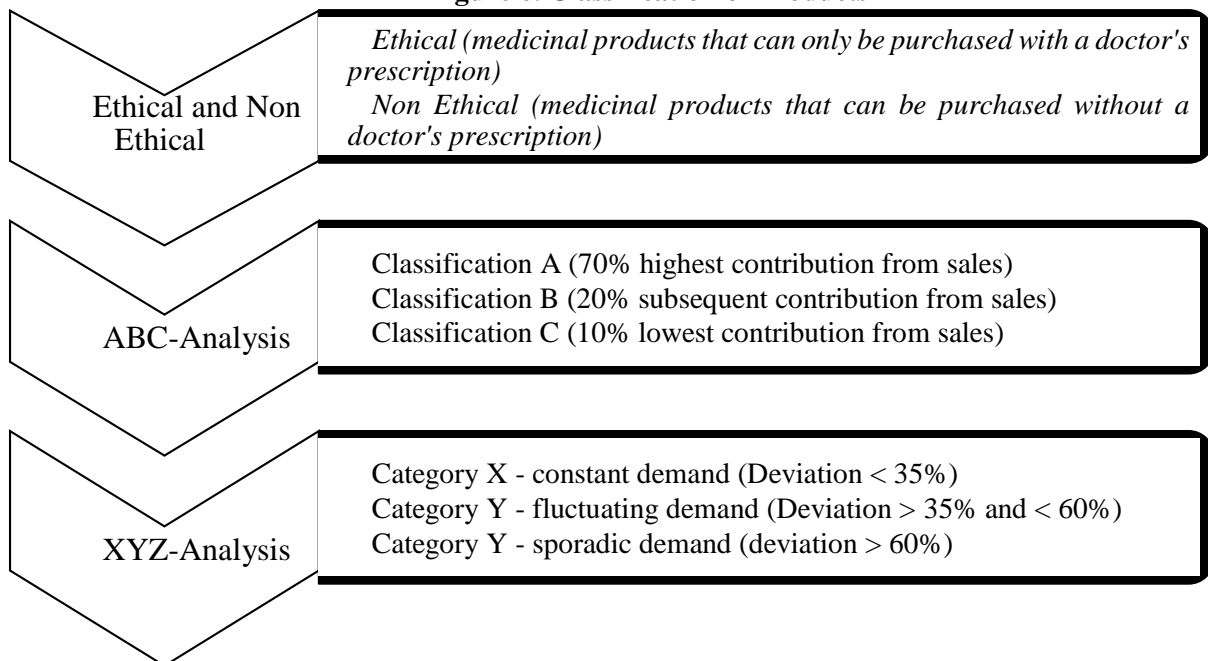 Ethical and Non
Ethical
Ethical (medicinal products that can only be purchased with a doctor's
prescription)
Non Ethical (medicinal products that can be purchased without a
doctor's prescription)
ABC-Analysis
Classification A (70% highest contribution from sales)
Classification B (20% subsequent contribution from sales)
Classification C (10% lowest contribution from sales)
XYZ-Analysis
Category X - constant demand (Deviation < 35%)
Category Y - fluctuating demand (Deviation > 35% and < 60%)
Category Y - sporadic demand (deviation > 60%)